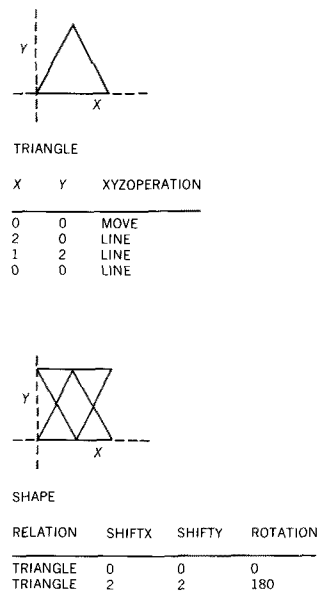 Y
X
TRIANGLE
X Y XYZOPERATION
0 0 MOVE
2 0 LINE
1 2 LINE
0 0 LINE
Y
X
SHAPE
RELATION SHIFTX SHIFTY ROTATION
TRIANGLE 0 0 0
TRIANGLE 2 2 180